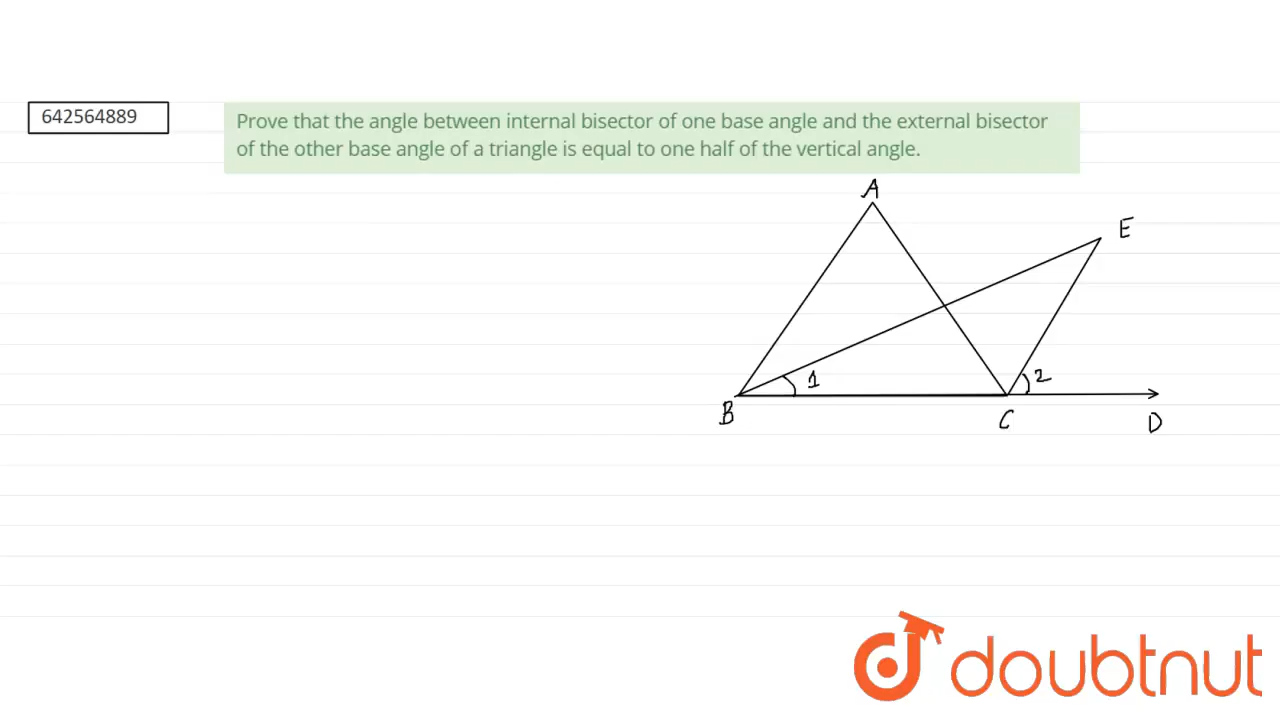 642564889
Prove that the angle between internal bisector of one base angle and the external bisector
of the other base angle of a triangle is equal to one half of the vertical angle.
A
E
1
2
B
C
D
doubtnut